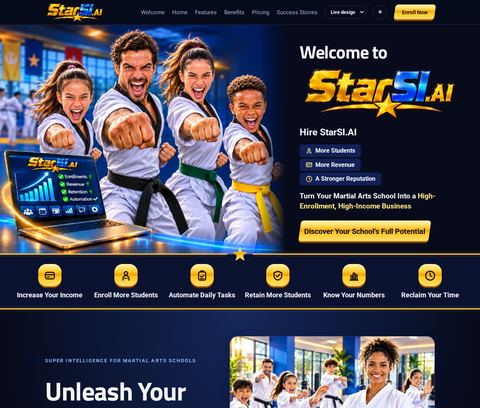 StarSI.AI
Welcome
Home
Features
Benefits
Pricing
Success Stories
Live design
Enroll Now
Welcome to
StarSI.AI
Hire StarSI.AI
More Students
More Revenue
A Stronger Reputation
Turn Your Martial Arts School Into a High-
Enrollment, High-Income Business
Discover Your School's Full Potential
StarSI.AI
Enrollments
Revenue
Retention
Automation
Increase Your Income
Enroll More Students
Automate Daily Tasks
Retain More Students
Know Your Numbers
Reclaim Your Time
SUPER INTELLIGENCE FOR MARTIAL ARTS SCHOOLS
Unleash Your